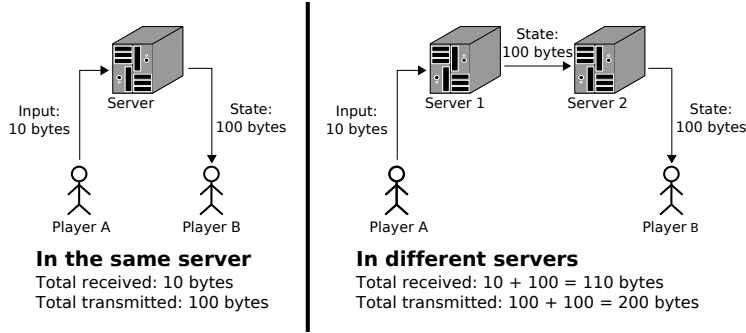 Input:
10 bytes
Server
State:
100 bytes
Player A
Player B
In the same server
Total received: 10 bytes
Total transmitted: 100 bytes
Input:
10 bytes
Server 1
State:
100 bytes
Server 2
State:
100 bytes
Player A
Player B
In different servers
Total received: 10 + 100 = 110 bytes
Total transmitted: 100 + 100 = 200 bytes